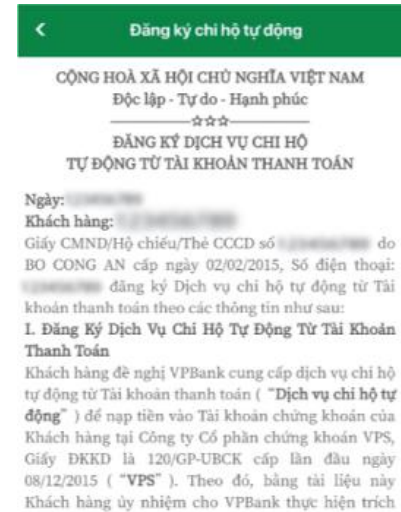 Đăng ký chi hộ tự động
CỘNG HOÀ XÃ HỘI CHỦ NGHĨA VIỆT NAM
Độc lập - Tự do - Hạnh phúc
☆☆☆
ĐĂNG KÝ DỊCH VỤ CHI HỘ
TỰ ĐỘNG TỪ TÀI KHOẢN THANH TOÁN
Ngày:
Khách hàng:
Giấy CMND/Hộ chiếu/Thẻ CCCD số do
BO CONG AN cấp ngày 02/02/2015, Số điện thoại:
đăng ký Dịch vụ chi hộ tự động từ Tài
khoản thanh toán theo các thông tin như sau:
I. Đăng Ký Dịch Vụ Chi Hộ Tự Động Từ Tài Khoản
Thanh Toán
Khách hàng đề nghị VPBank cung cấp dịch vụ chi hộ
tự động từ Tài khoản thanh toán ( "Dịch vụ chi hộ tự
động" ) để nạp tiền vào Tài khoản chứng khoán của
Khách hàng tại Công ty Cổ phần chứng khoán VPS,
Giấy ĐKKD là 120/GP-UBCK cấp lần đầu ngày
08/12/2015 ( "VPS" ). Theo đó, bằng tài liệu này
Khách hàng ủy nhiệm cho VPBank thực hiện trích